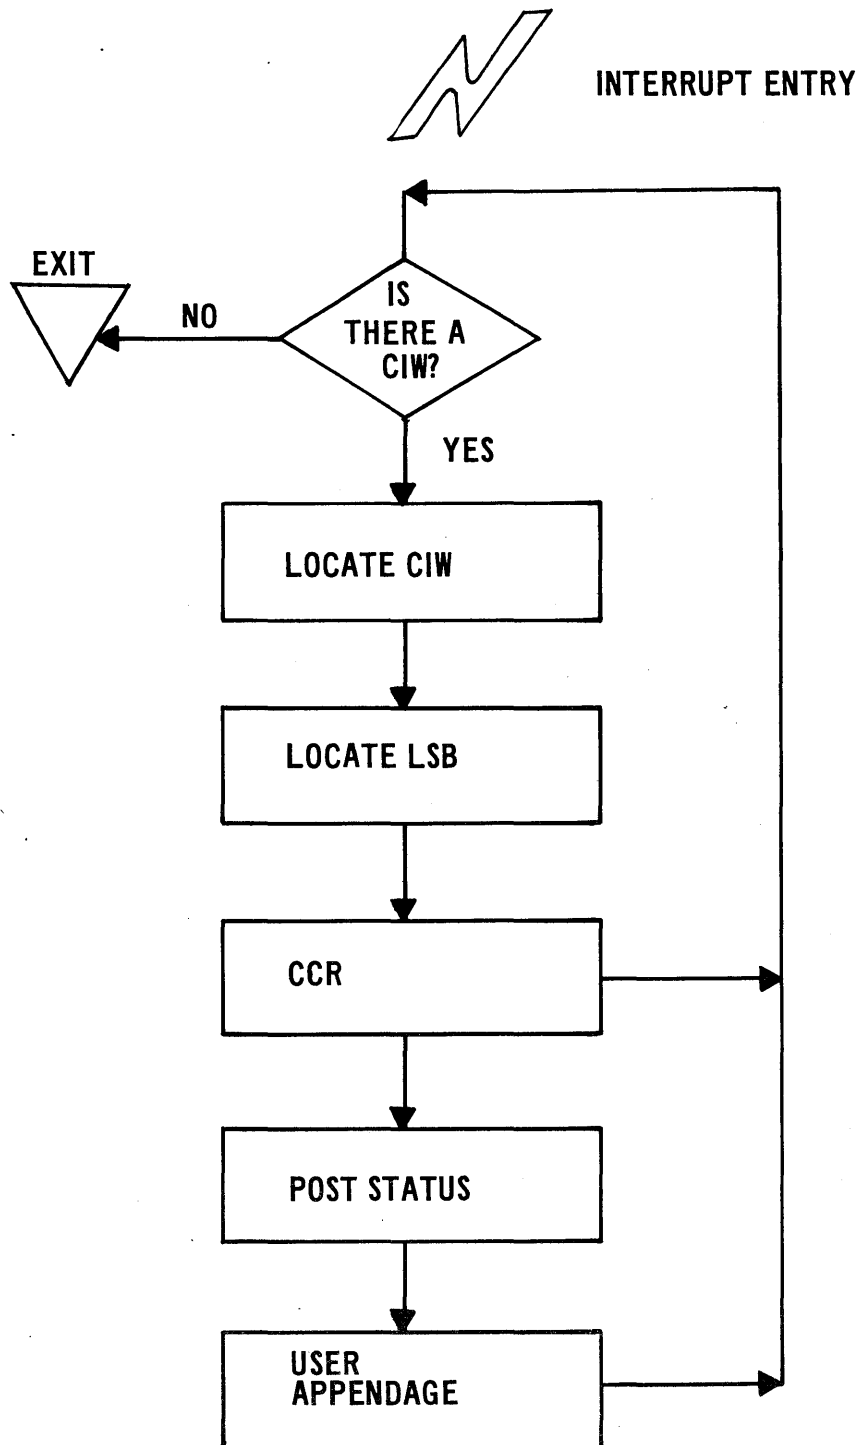 INTERRUPT ENTRY
EXIT
NO
IS
THERE A
CIW?
YES
LOCATE CIW
LOCATE LSB
CCR
POST STATUS
USER
APPENDAGE